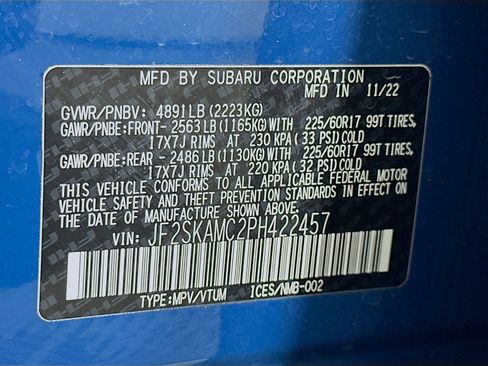 MFD BY SUBARU CORPORATION
MFD IN 11/22
GVWR/PNBV: 4891LB(2223KG)
GAWR/PNBE:FRONT- 2563LB(1165KG)WITH 225/60R17 99T TIRES,
17X7J RIMS AT 230 KPA(33 PSI)COLD
GAWR/PNBE:REAR - 2486LB(1130KG)WITH 225/60R17 99T TIRES,
17X7J RIMS AT 220 KPA(32 PSI)COLD
THIS VEHICLE CONFORMS TO ALL APPLICABLE FEDERAL MOTOR
VEHICLE SAFETY AND THEFT PREVENTION STANDARDS IN EFFECT ON
THE DATE OF MANUFACTURE SHOWN ABOVE.
VIN: JF2SKAMC2PH422457
TYPE:MPV/VTUM ICES/NMB-002